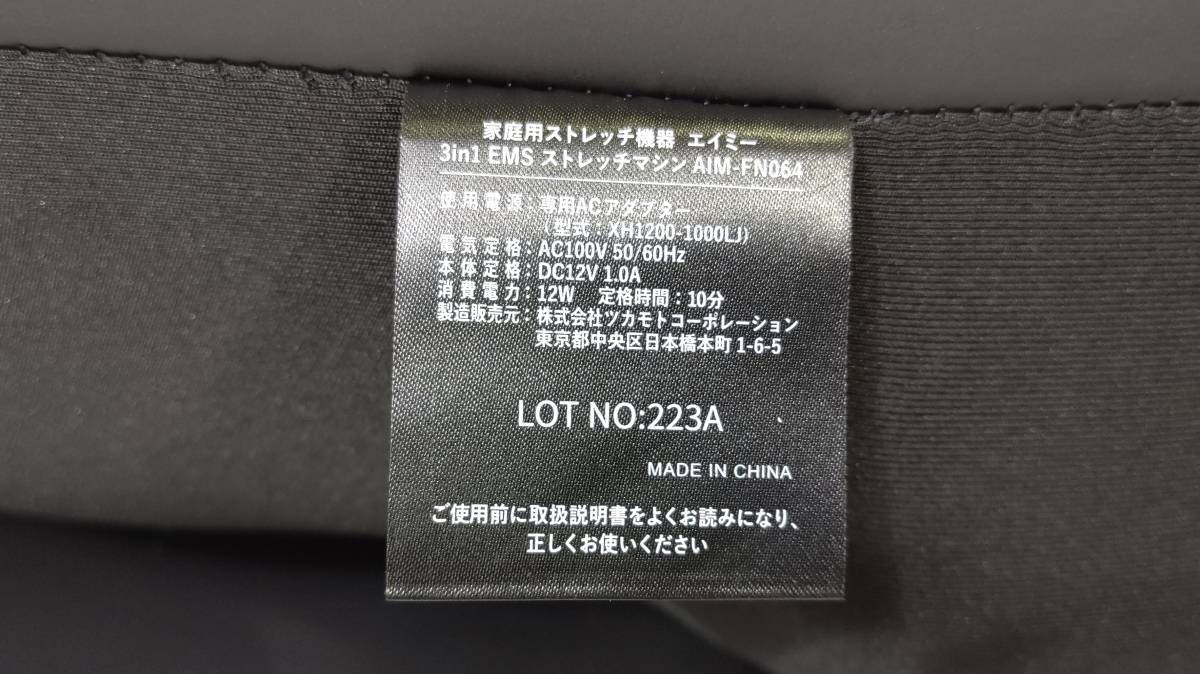 家庭用ストレッチ機器 エイミー
3in1 EMS ストレッチマシン AIM-FN064
使用電源：専用ACアダプター
（型式：XH1200-1000LJ）
電気定格：AC100V 50/60Hz
本体定格：DC12V 1.0A
消費電力：12W 定格時間：10分
製造販売元：株式会社ツカモトコーポレーション
東京都中央区日本橋本町1-6-5
LOT NO:223A
MADE IN CHINA
ご使用前に取扱説明書をよくお読みになり、
正しくお使いください